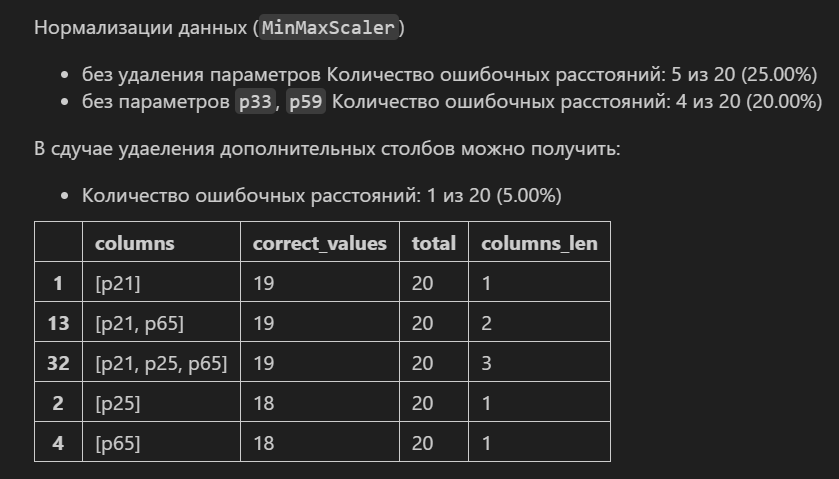 Нормализации данных (MinMaxScaler)
без удаления параметров Количество ошибочных расстояний: 5 из 20 (25.00%)
без параметров p33, p59 Количество ошибочных расстояний: 4 из 20 (20.00%)
В сдучае удаеления дополнительных столбов можно получить:
Количество ошибочных расстояний: 1 из 20 (5.00%)
columns correct_values total columns_len
1 [p21] 19 20 1
13 [p21, p65] 19 20 2
32 [p21, p25, p65] 19 20 3
2 [p25] 18 20 1
4 [p65] 18 20 1